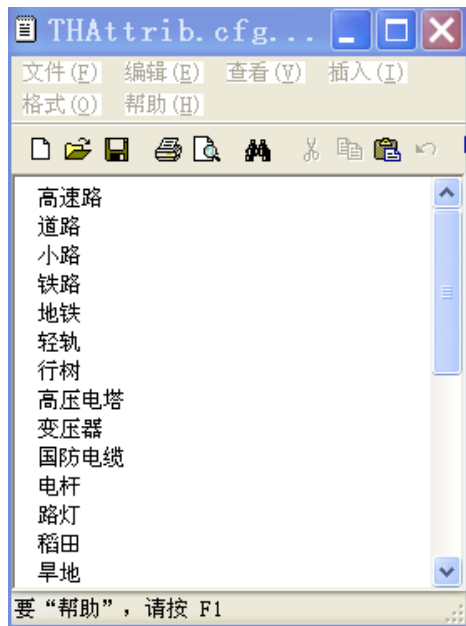 THAttrib.cfg...
文件(F) 编辑(E) 查看(V) 插入(I)
格式(O) 帮助(H)
高速路
道路
小路
铁路
地铁
轻轨
行树
高压电塔
变压器
国防电缆
电杆
路灯
稻田
旱地
要“帮助”，请按 F1